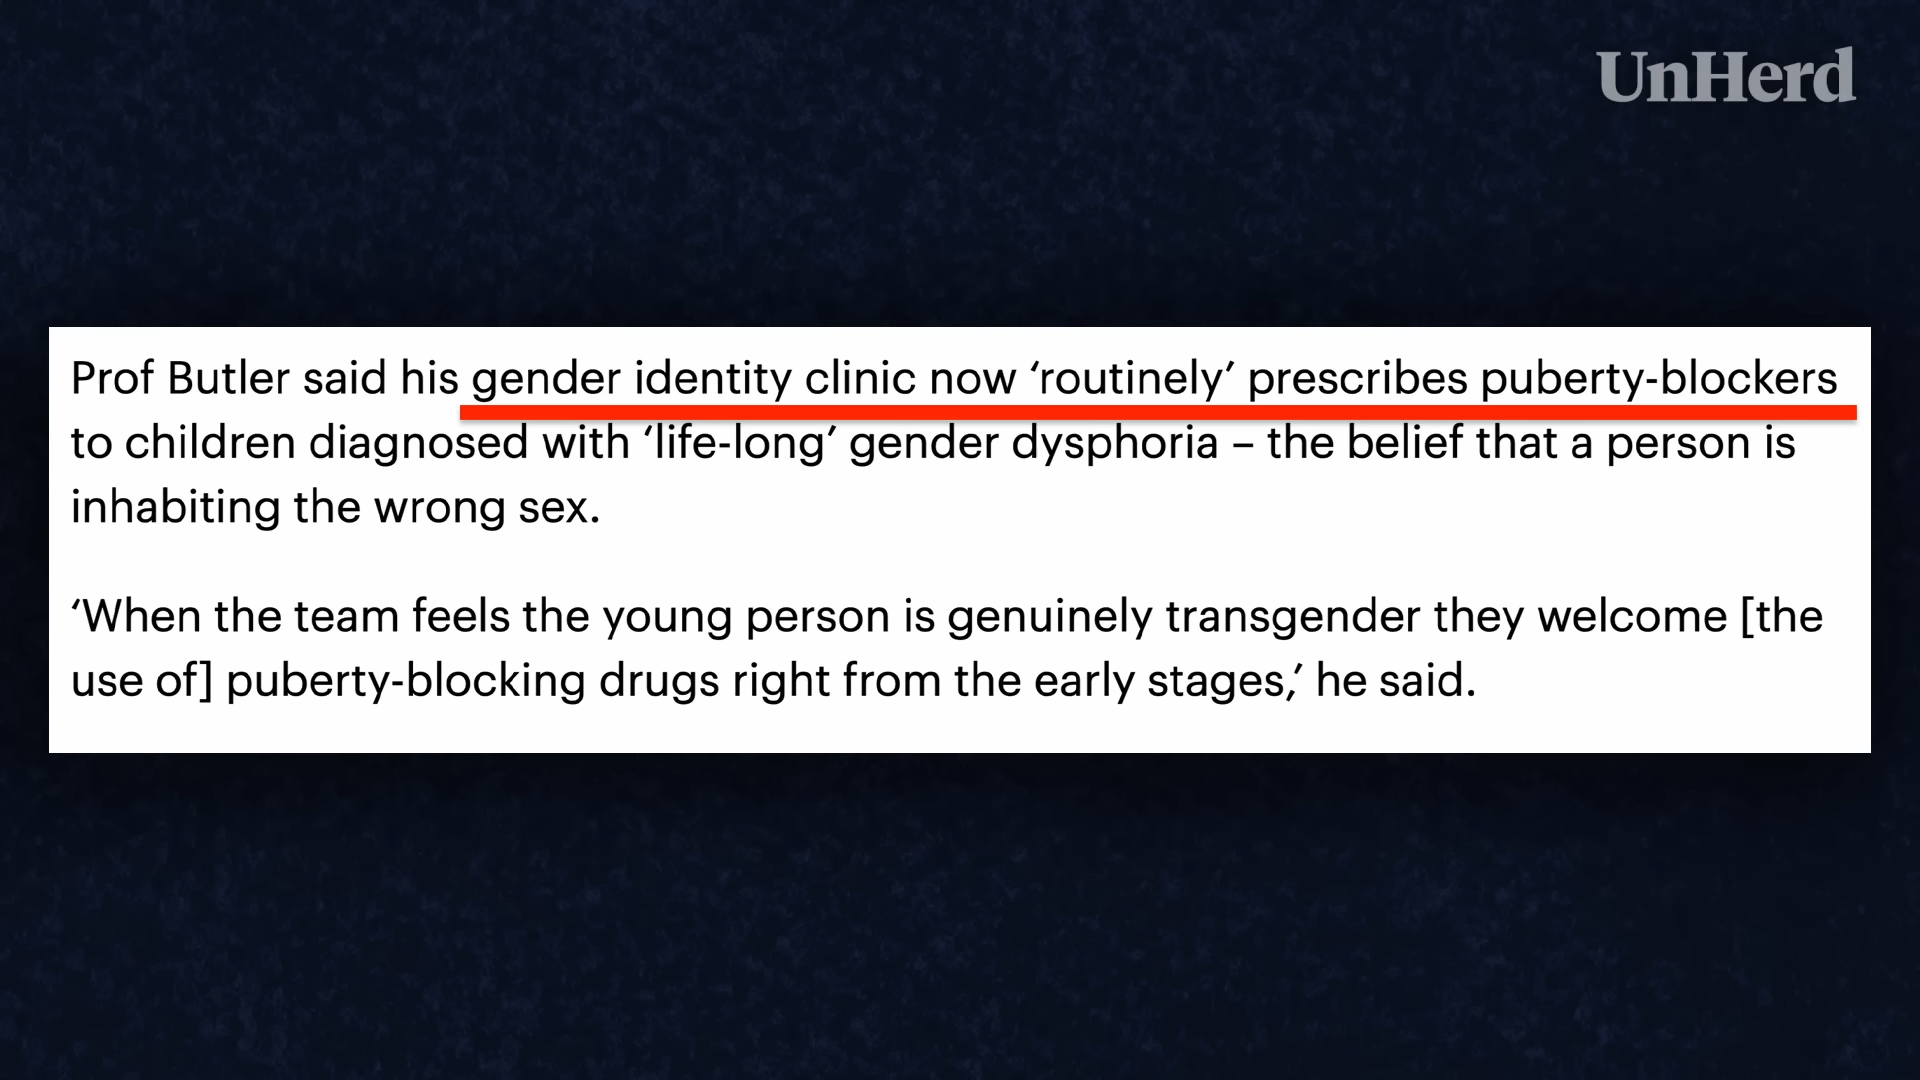 UnHerd
Prof Butler said his gender identity clinic now ‘routinely’ prescribes puberty-blockers
to children diagnosed with ‘life-long’ gender dysphoria – the belief that a person is
inhabiting the wrong sex.
‘When the team feels the young person is genuinely transgender they welcome [the
use of] puberty-blocking drugs right from the early stages,’ he said.